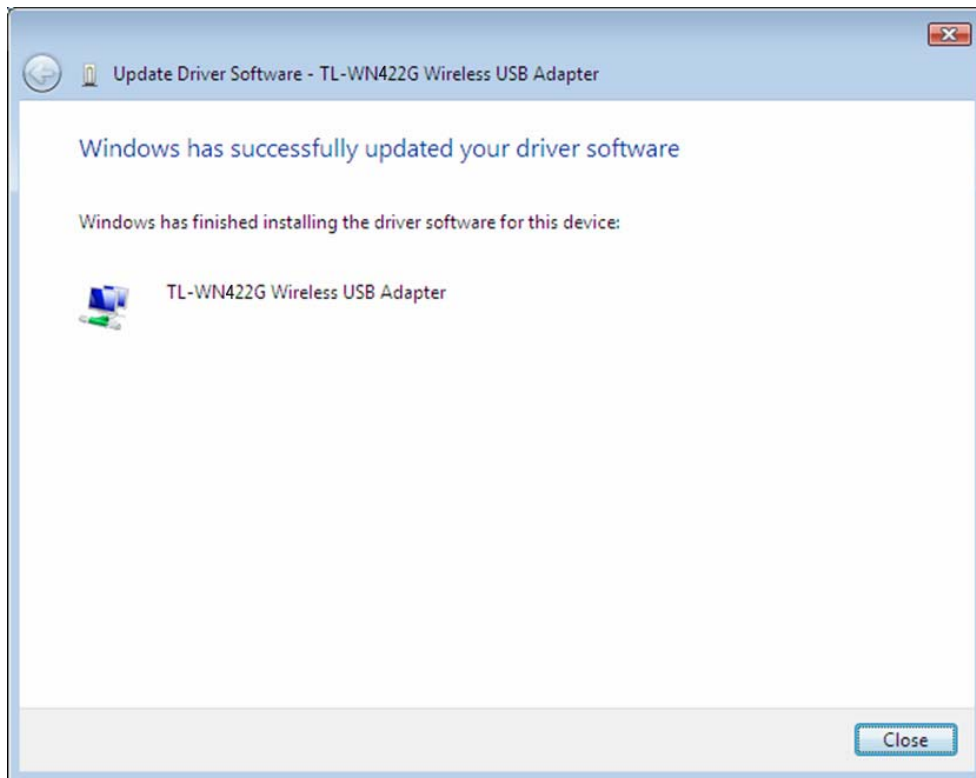 Update Driver Software - TL-WN422G Wireless USB Adapter
Windows has successfully updated your driver software
Windows has finished installing the driver software for this device:
TL-WN422G Wireless USB Adapter
Close